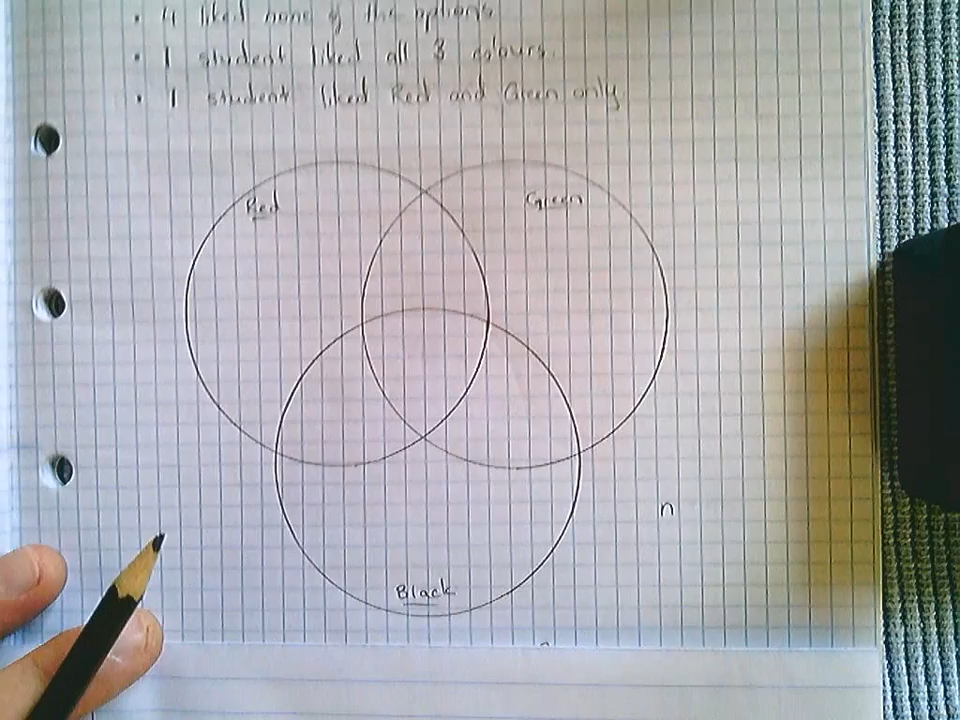 • 4 liked none of the options
• 1 student liked all 3 colours.
• 1 student liked Red and Green only
Red
Green
n
Black